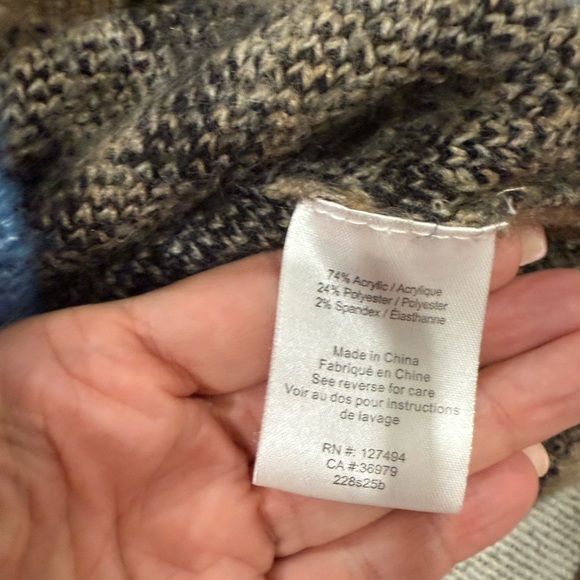 74% Acrylic / Acrylique
24% Polyester / Polyester
2% Spandex / Élasthanne
Made in China
Fabriqué en Chine
See reverse for care
Voir au dos pour instructions
de lavage
RN #: 127494
CA #:36979
228s25b